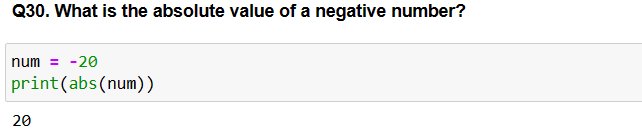 Q30. What is the absolute value of a negative number?
num = -20
print(abs(num))
20